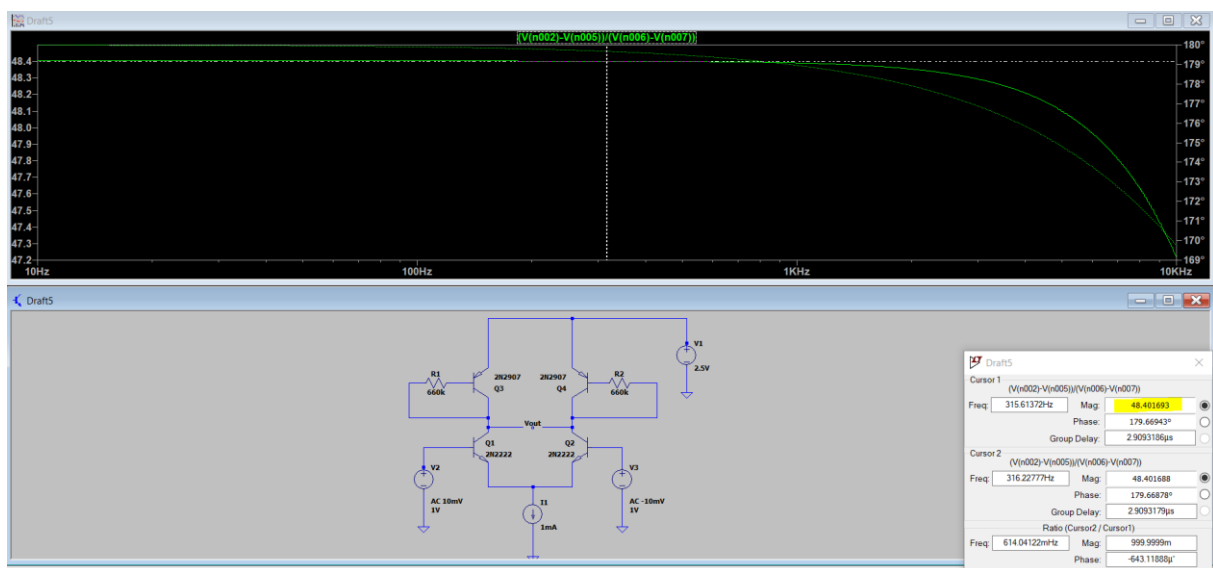 Draft5
(V(n002)-V(n005))/(V(n006)-V(n007))
48.4
48.3
48.2
48.1
48.0
47.9
47.8
47.7
47.6
47.5
47.4
47.3
47.2
180°
179°
178°
177°
176°
175°
174°
173°
172°
171°
170°
169°
10Hz 100Hz 1KHz 10KHz
Draft5
V1
2.5V
R1
660k
2N2907
Q3
2N2907
Q4
R2
660k
Vout
Q1
2N2222
Q2
2N2222
V2
AC 10mV
1V
V3
AC -10mV
1V
I1
1mA
Draft5
Cursor 1
(V(n002)-V(n005))/(V(n006)-V(n007))
Freq: 315.61372Hz Mag: 48.401693
Phase: 179.66943°
Group Delay: 2.9093186µs
Cursor 2
(V(n002)-V(n005))/(V(n006)-V(n007))
Freq: 316.22777Hz Mag: 48.401688
Phase: 179.66878°
Group Delay: 2.9093179µs
Ratio (Cursor2 / Cursor1)
Freq: 614.04122mHz Mag: 999.9999m
Phase: -643.11888µ°